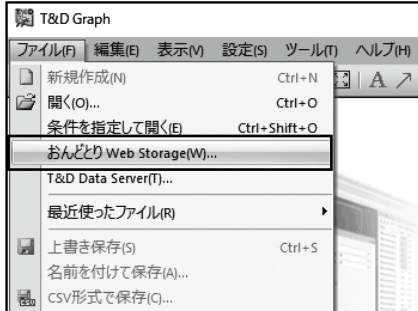 T&D Graph
ファイル(F) 編集(E) 表示(V) 設定(S) ツール(T) ヘルプ(H)
新規作成(N) Ctrl+N
開く(O)... Ctrl+O
条件を指定して開く(E) Ctrl+Shift+O
おんどとり Web Storage(W)...
T&D Data Server(T)...
最近使ったファイル(R)
上書き保存(S) Ctrl+S
名前を付けて保存(A)...
CSV形式で保存(C)...
A